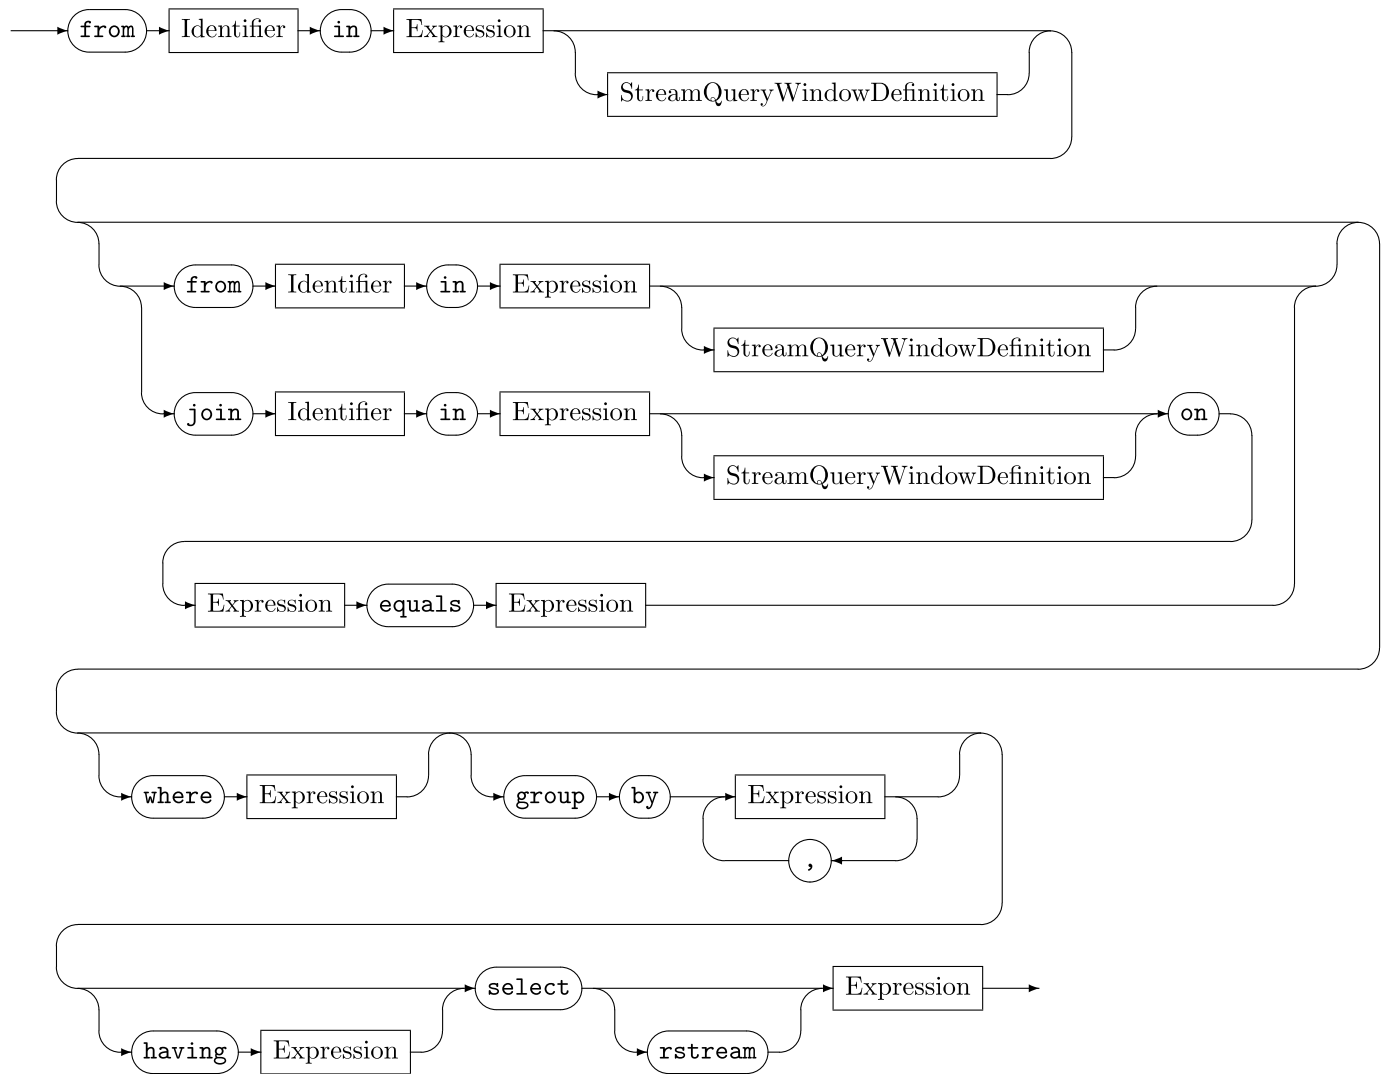 from Identifier in Expression
StreamQueryWindowDefinition
from Identifier in Expression
StreamQueryWindowDefinition
join Identifier in Expression on
StreamQueryWindowDefinition
Expression equals Expression
where Expression group by Expression
,
select Expression
having Expression rstream